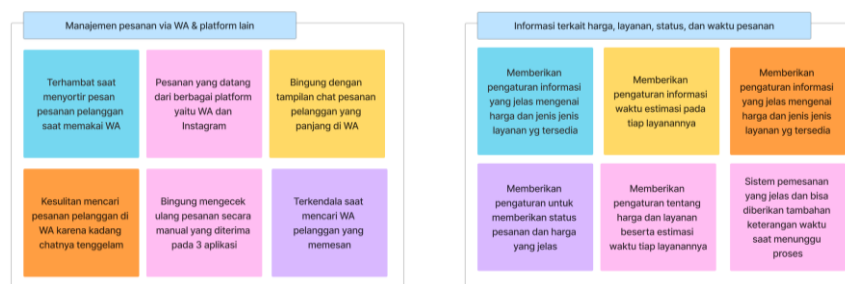 Manajemen pesanan via WA & platform lain
Terhambat saat
menyortir pesan
pesanan pelanggan
saat memakai WA
Pesanan yang datang
dari berbagai platform
yaitu WA dan
Instagram
Bingung dengan
tampilan chat pesanan
pelanggan yang
panjang di WA
Kesulitan mencari
pesanan pelanggan di
WA karena kadang
chatnya tenggelam
Bingung mengecek
ulang pesanan secara
manual yang diterima
pada 3 aplikasi
Terkendala saat
mencari WA
pelanggan yang
memesan
Informasi terkait harga, layanan, status, dan waktu pesanan
Memberikan
pengaturan informasi
yang jelas mengenai
harga dan jenis jenis
layanan yg tersedia
Memberikan
pengaturan informasi
waktu estimasi pada
tiap layanannya
Memberikan
pengaturan informasi
yang jelas mengenai
harga dan jenis jenis
layanan yg tersedia
Memberikan
pengaturan untuk
memberikan status
pesanan dan harga
yang jelas
Memberikan
pengaturan tentang
harga dan layanan
beserta estimasi
waktu tiap layanannya
Sistem pemesanan
yang jelas dan bisa
diberikan tambahan
keterangan waktu
saat menunggu
proses